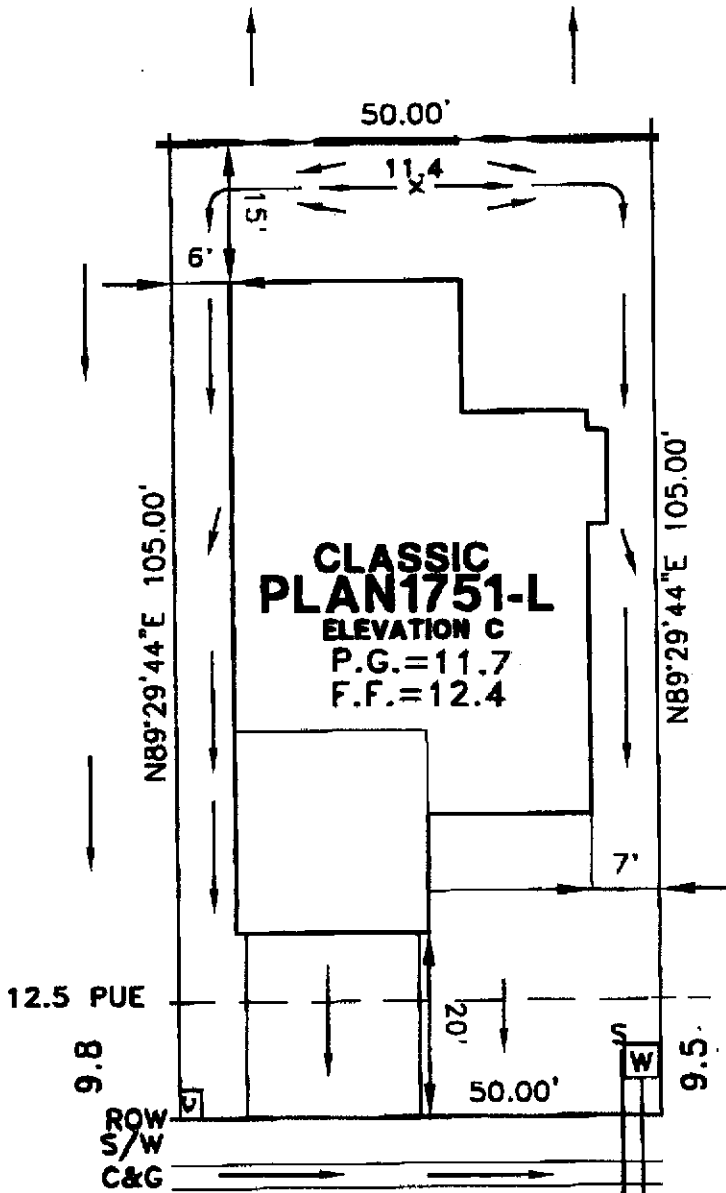 50.00'
11.4
x
15'
6'
N89°29'44"E 105.00'
N89°29'44"E 105.00'
CLASSIC
PLAN1751-L
ELEVATION C
P.G.=11.7
F.F.=12.4
7'
12.5 PUE
20'
S
W
9.8
9.5
50.00'
ROW
S/W
C&G